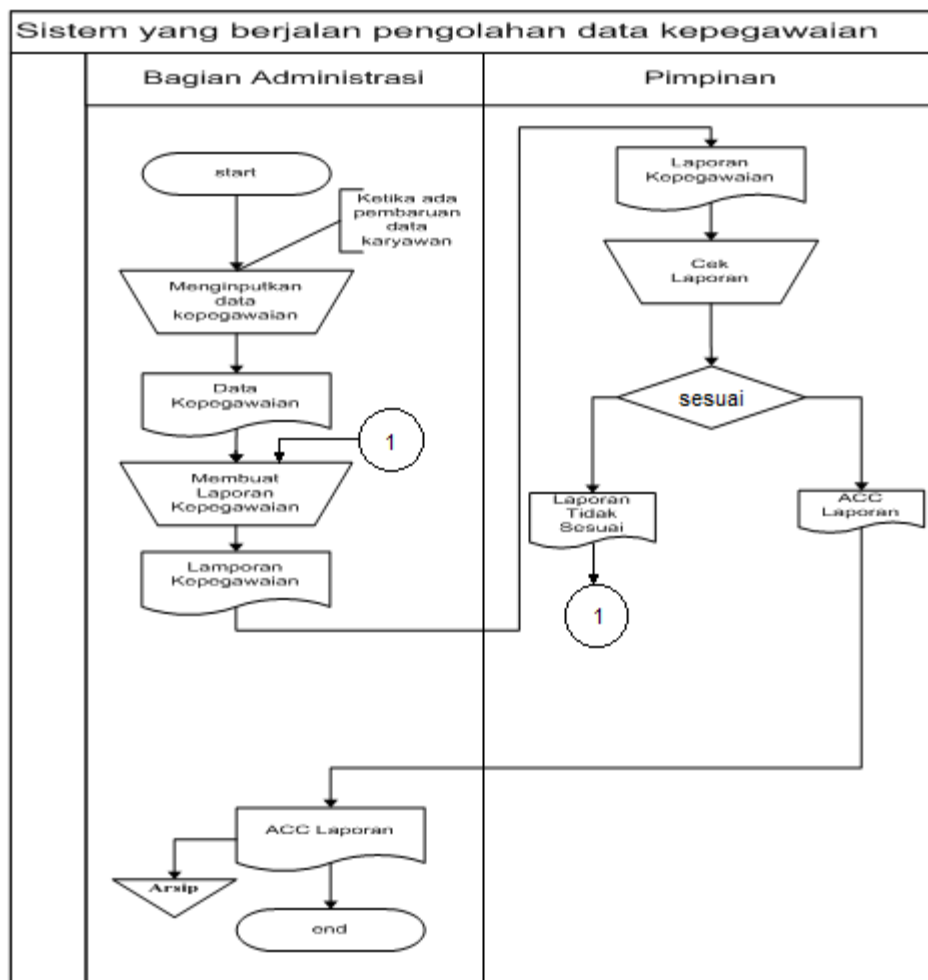 Sistem yang berjalan pengolahan data kepegawaian
Bagian Administrasi
Pimpinan
start
Ketika ada
pembaruan
data
karyawan
Menginputkan
data
kepegawaian
Data
Kepegawaian
1
Membuat
Laporan
Kepegawaian
Lamporan
Kepegawaian
Laporan
Kepegawaian
Cek
Laporan
sesuai
Laporan
Tidak
Sesuai
1
ACC
Laporan
ACC Laporan
Arsip
end